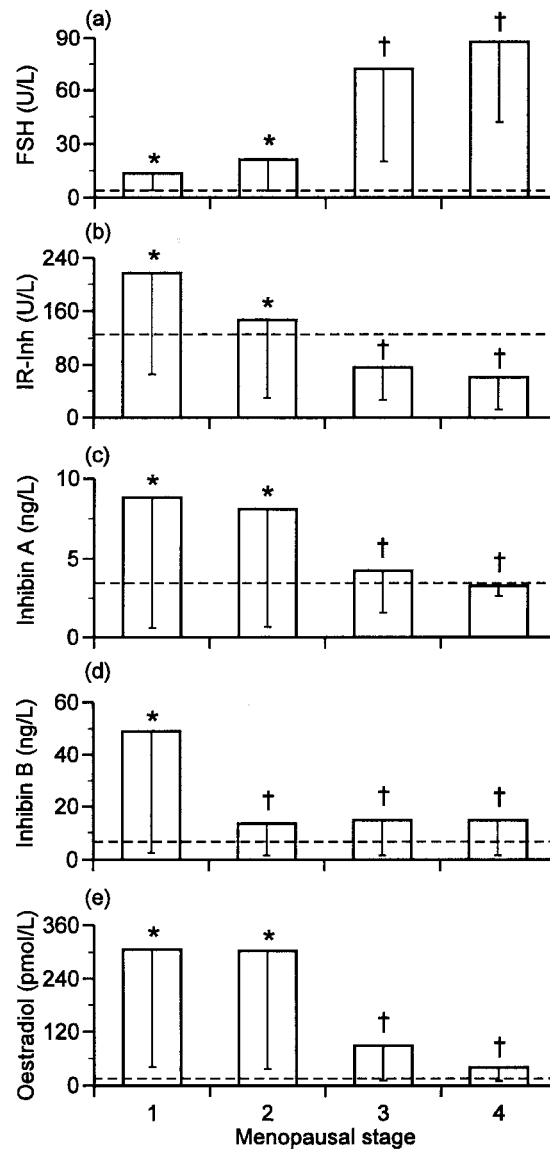 (a)
FSH (U/L)
90
60
30
0
* * † †
(b)
IR-Inh (U/L)
240
160
80
0
* * † †
(c)
Inhibin A (ng/L)
10
5
0
* * † †
(d)
Inhibin B (ng/L)
60
40
20
0
* † † †
(e)
Oestradiol (pmol/L)
360
240
120
0
* * † †
1 2 3 4
Menopausal stage